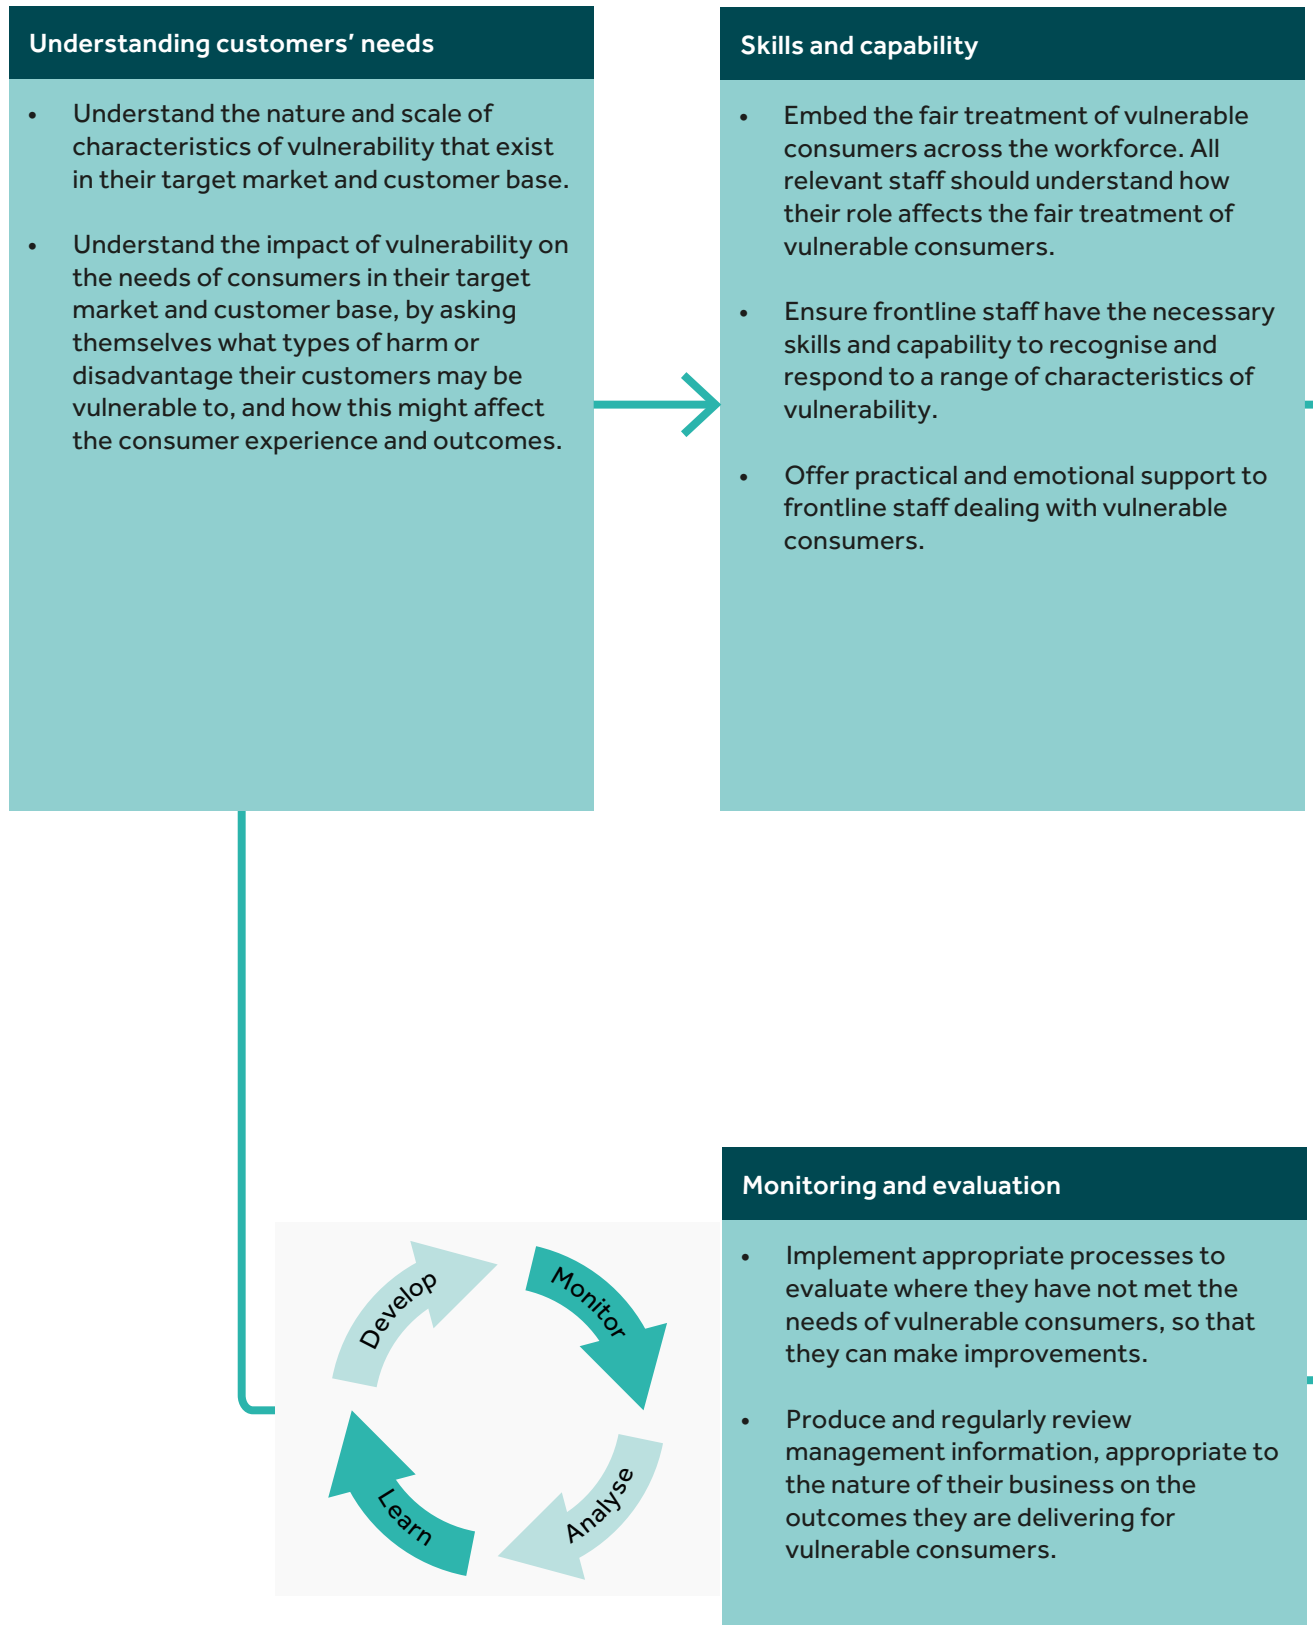 Understanding customers’ needs
• Understand the nature and scale of
characteristics of vulnerability that exist
in their target market and customer base.
• Understand the impact of vulnerability on
the needs of consumers in their target
market and customer base, by asking
themselves what types of harm or
disadvantage their customers may be
vulnerable to, and how this might affect
the consumer experience and outcomes.
Skills and capability
• Embed the fair treatment of vulnerable
consumers across the workforce. All
relevant staff should understand how
their role affects the fair treatment of
vulnerable consumers.
• Ensure frontline staff have the necessary
skills and capability to recognise and
respond to a range of characteristics of
vulnerability.
• Offer practical and emotional support to
frontline staff dealing with vulnerable
consumers.
Develop
Monitor
Analyse
Learn
Monitoring and evaluation
• Implement appropriate processes to
evaluate where they have not met the
needs of vulnerable consumers, so that
they can make improvements.
• Produce and regularly review
management information, appropriate to
the nature of their business on the
outcomes they are delivering for
vulnerable consumers.